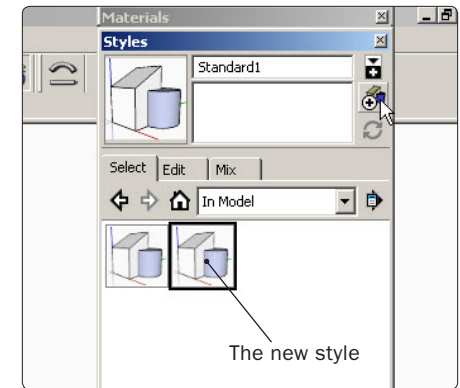 Materials
Styles
Standard1
Select Edit Mix
In Model
The new style